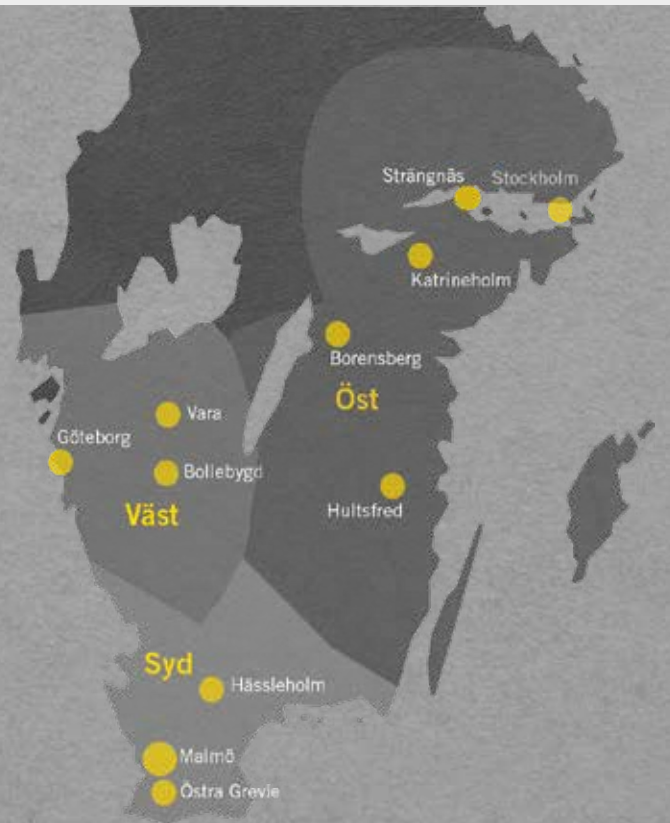 Strängnäs
Stockholm
Katrineholm
Borensberg
Öst
Vara
Göteborg
Bollebygd
Hultsfred
Väst
Syd
Hässleholm
Malmö
Östra Grevie